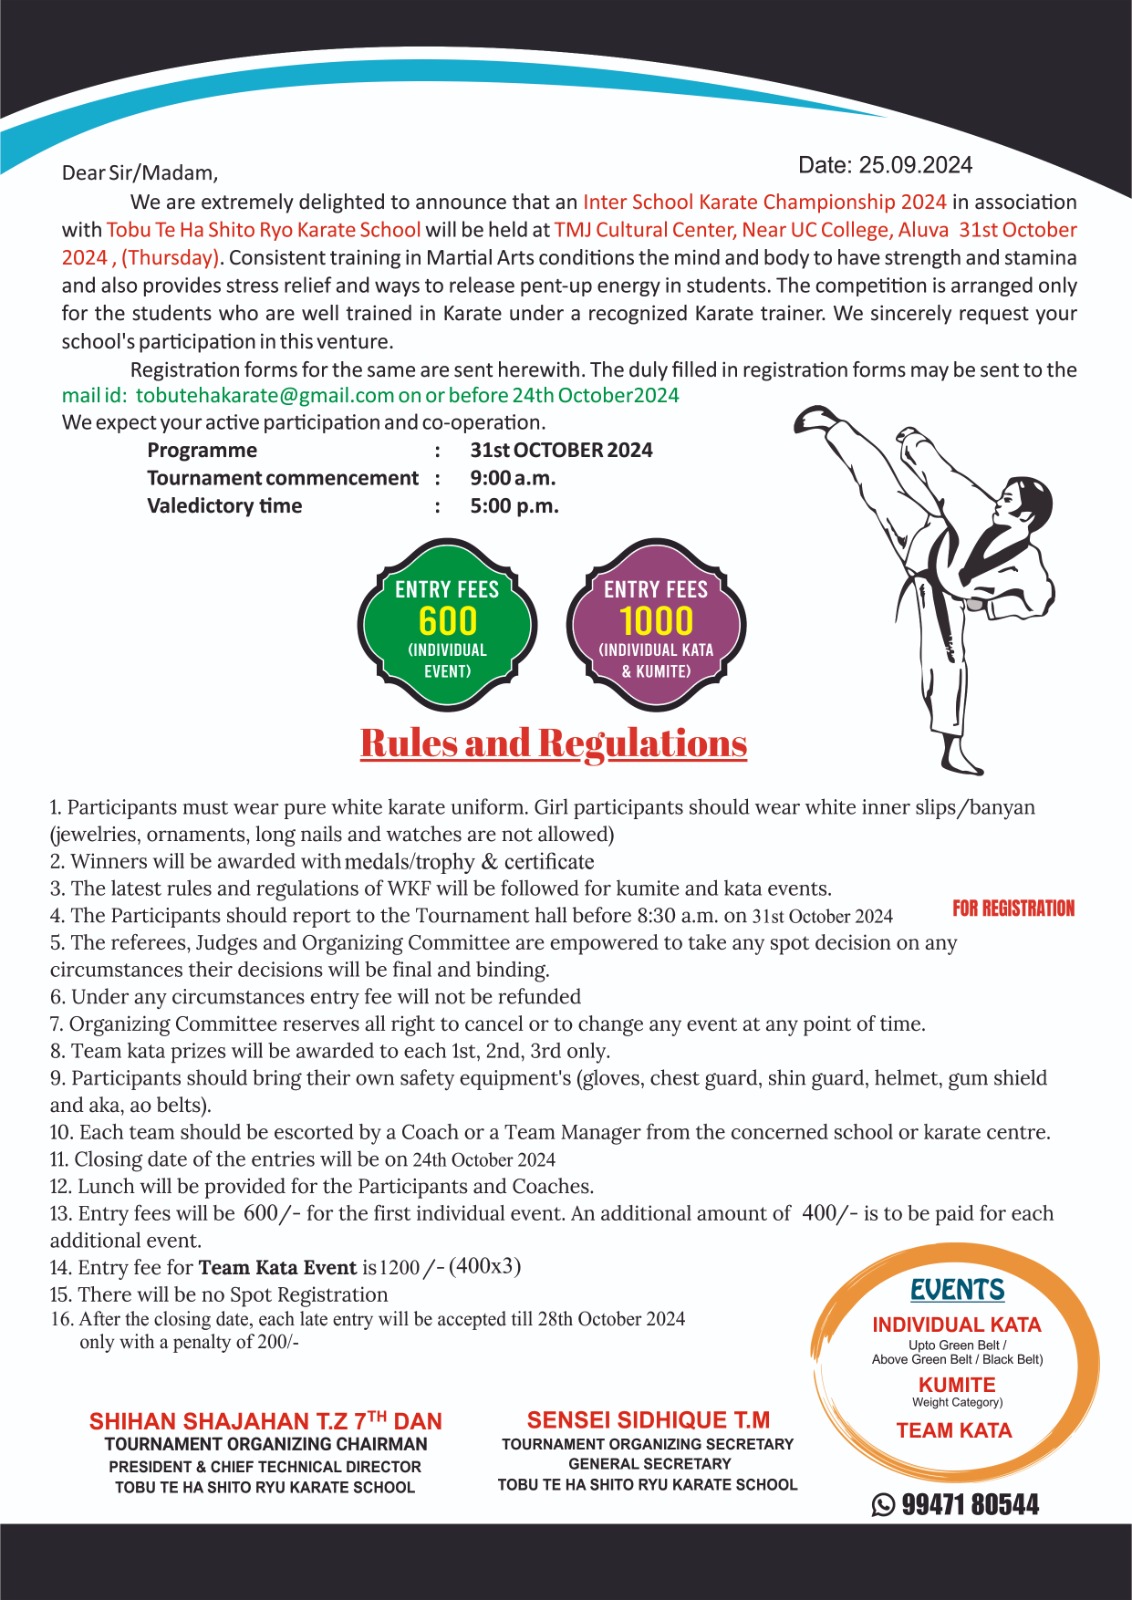 Date: 25.09.2024
Dear Sir/Madam,
We are extremely delighted to announce that an Inter School Karate Championship 2024 in association
with Tobu Te Ha Shito Ryo Karate School will be held at TMJ Cultural Center, Near UC College, Aluva 31st October
2024 , (Thursday). Consistent training in Martial Arts conditions the mind and body to have strength and stamina
and also provides stress relief and ways to release pent-up energy in students. The competition is arranged only
for the students who are well trained in Karate under a recognized Karate trainer. We sincerely request your
school's participation in this venture.
Registration forms for the same are sent herewith. The duly filled in registration forms may be sent to the
mail id: tobutehakarate@gmail.com on or before 24th October2024
We expect your active participation and co-operation.
Programme : 31st OCTOBER 2024
Tournament commencement : 9:00 a.m.
Valedictory time : 5:00 p.m.
ENTRY FEES
600
(INDIVIDUAL
EVENT)
ENTRY FEES
1000
(INDIVIDUAL KATA
& KUMITE)
Rules and Regulations
1. Participants must wear pure white karate uniform. Girl participants should wear white inner slips/banyan
(jewelries, ornaments, long nails and watches are not allowed)
2. Winners will be awarded with medals/trophy & certificate
3. The latest rules and regulations of WKF will be followed for kumite and kata events.
4. The Participants should report to the Tournament hall before 8:30 a.m. on 31st October 2024
FOR REGISTRATION
5. The referees, Judges and Organizing Committee are empowered to take any spot decision on any
circumstances their decisions will be final and binding.
6. Under any circumstances entry fee will not be refunded
7. Organizing Committee reserves all right to cancel or to change any event at any point of time.
8. Team kata prizes will be awarded to each 1st, 2nd, 3rd only.
9. Participants should bring their own safety equipment's (gloves, chest guard, shin guard, helmet, gum shield
and aka, ao belts).
10. Each team should be escorted by a Coach or a Team Manager from the concerned school or karate centre.
11. Closing date of the entries will be on 24th October 2024
12. Lunch will be provided for the Participants and Coaches.
13. Entry fees will be 600/- for the first individual event. An additional amount of 400/- is to be paid for each
additional event.
14. Entry fee for Team Kata Event is 1200 /- (400x3)
15. There will be no Spot Registration
16. After the closing date, each late entry will be accepted till 28th October 2024
only with a penalty of 200/-
EVENTS
INDIVIDUAL KATA
Upto Green Belt /
Above Green Belt / Black Belt)
KUMITE
Weight Category)
TEAM KATA
SHIHAN SHAJAHAN T.Z 7TH DAN
TOURNAMENT ORGANIZING CHAIRMAN
PRESIDENT & CHIEF TECHNICAL DIRECTOR
TOBU TE HA SHITO RYU KARATE SCHOOL
SENSEI SIDHIQUE T.M
TOURNAMENT ORGANIZING SECRETARY
GENERAL SECRETARY
TOBU TE HA SHITO RYU KARATE SCHOOL
99471 80544